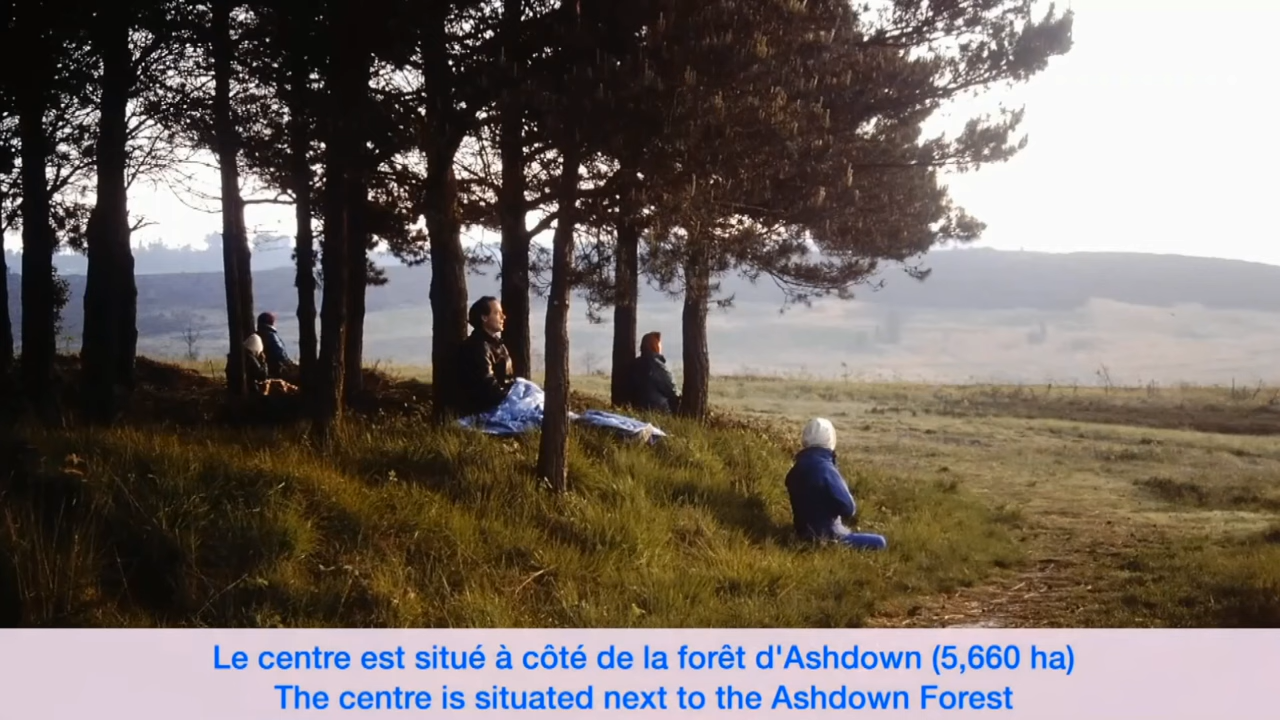 Le centre est situé à côté de la forêt d'Ashdown (5,660 ha)
The centre is situated next to the Ashdown Forest